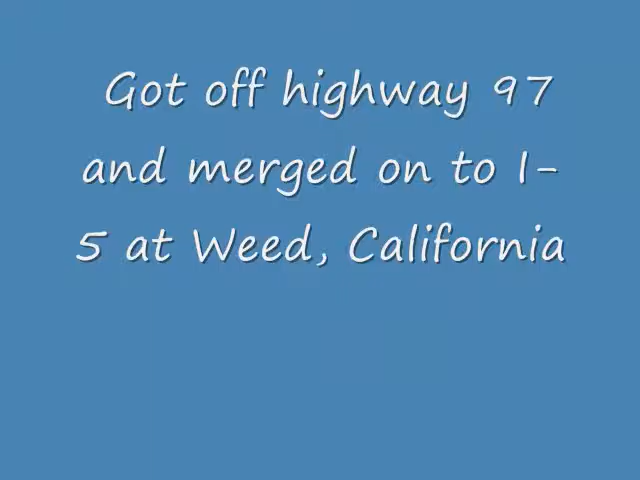 Got off highway 97
and merged on to I-
5 at Weed, California